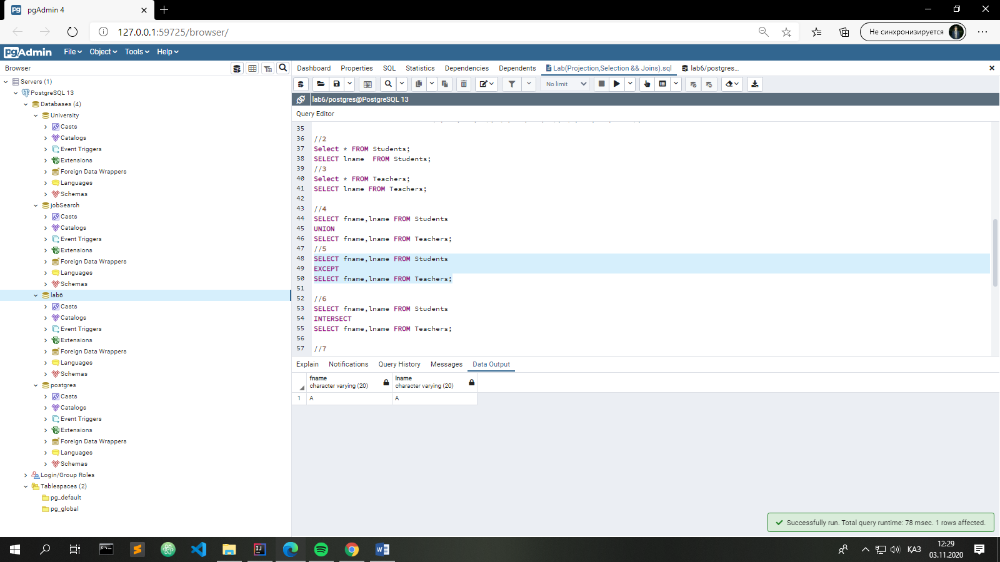 pgAdmin 4
127.0.0.1:59725/browser/
Не синхронизируется
pgAdmin File Object Tools Help
Browser
Dashboard Properties SQL Statistics Dependencies Dependents Lab(Projection,Selection && Joins).sql lab6/postgres...
No limit
lab6/postgres@PostgreSQL 13
Query Editor
Servers (1)
PostgreSQL 13
Databases (4)
University
Casts
Catalogs
Event Triggers
Extensions
Foreign Data Wrappers
Languages
Schemas
jobSearch
Casts
Catalogs
Event Triggers
Extensions
Foreign Data Wrappers
Languages
Schemas
lab6
Casts
Catalogs
Event Triggers
Extensions
Foreign Data Wrappers
Languages
Schemas
postgres
Casts
Catalogs
Event Triggers
Extensions
Foreign Data Wrappers
Languages
Schemas
Login/Group Roles
Tablespaces (2)
pg_default
pg_global
35
36 //2
37 Select * FROM Students;
38 SELECT lname  FROM Students;
39 //3
40 Select * FROM Teachers;
41 SELECT lname FROM Teachers;
42
43 //4
44 SELECT fname,lname FROM Students
45 UNION
46 SELECT fname,lname FROM Teachers;
47 //5
48 SELECT fname,lname FROM Students
49 EXCEPT
50 SELECT fname,lname FROM Teachers;
51
52 //6
53 SELECT fname,lname FROM Students
54 INTERSECT
55 SELECT fname,lname FROM Teachers;
56
57 //7
Explain Notifications Query History Messages Data Output
fname lname
character varying (20) character varying (20)
1 A A
Successfully run. Total query runtime: 78 msec. 1 rows affected.
ҚАЗ
12:29
03.11.2020